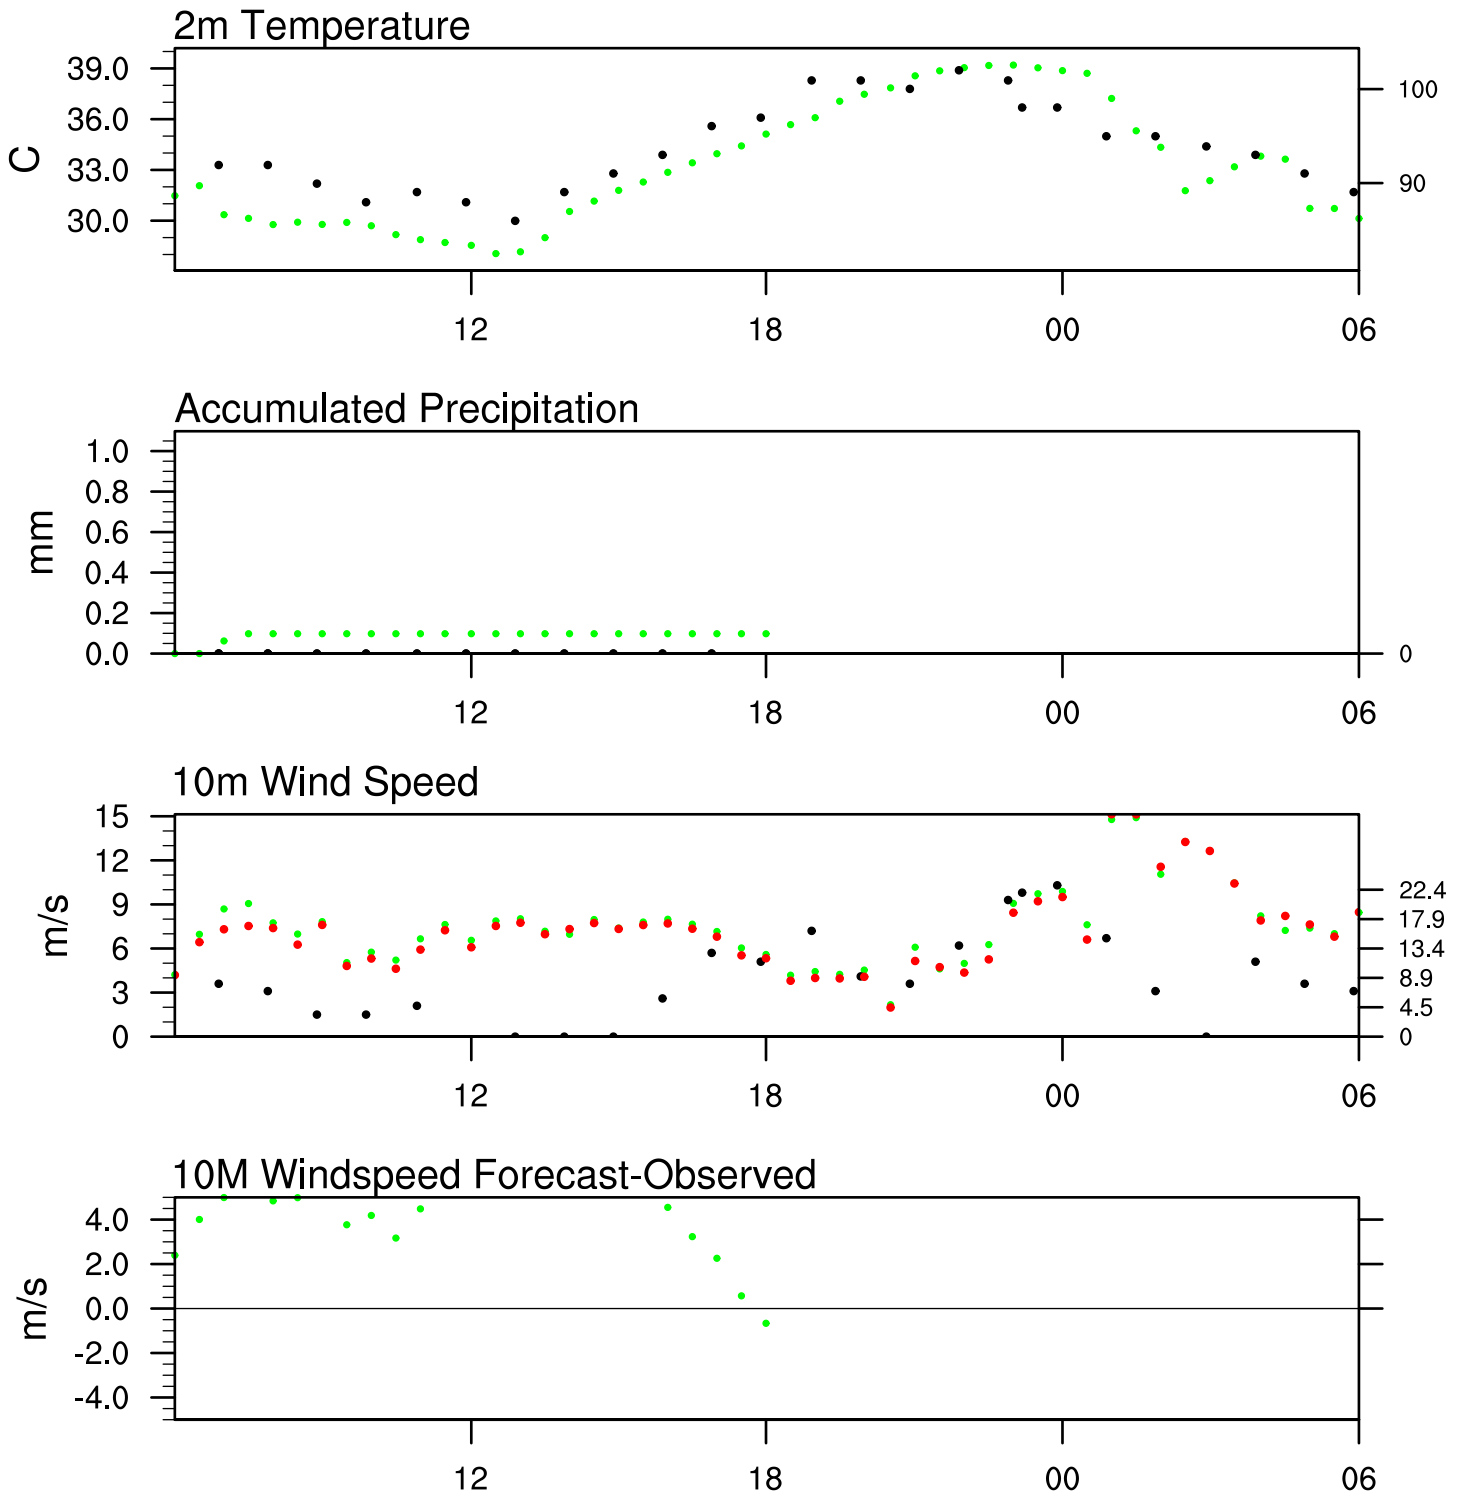 2m Temperature
39.0
36.0
33.0
30.0
C
100
90
12 18 00 06
Accumulated Precipitation
1.0
0.8
0.6
0.4
0.2
0.0
mm
0
12 18 00 06
10m Wind Speed
15
12
9
6
3
0
m/s
22.4
17.9
13.4
8.9
4.5
0
12 18 00 06
10M Windspeed Forecast-Observed
4.0
2.0
0.0
-2.0
-4.0
m/s
12 18 00 06